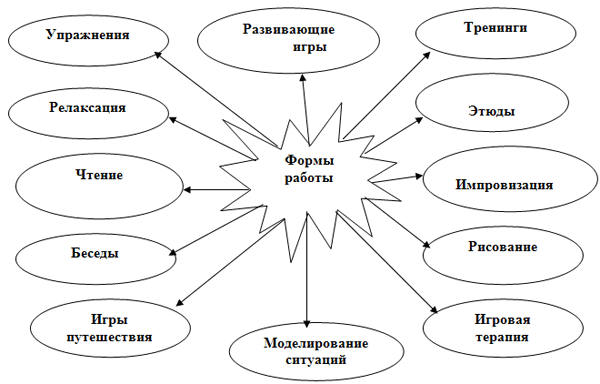 Упражнения
Развивающие
игры
Тренинги
Релаксация
Этюды
Чтение
Формы
работы
Импровизация
Беседы
Рисование
Игры
путешествия
Моделирование
ситуаций
Игровая
терапия